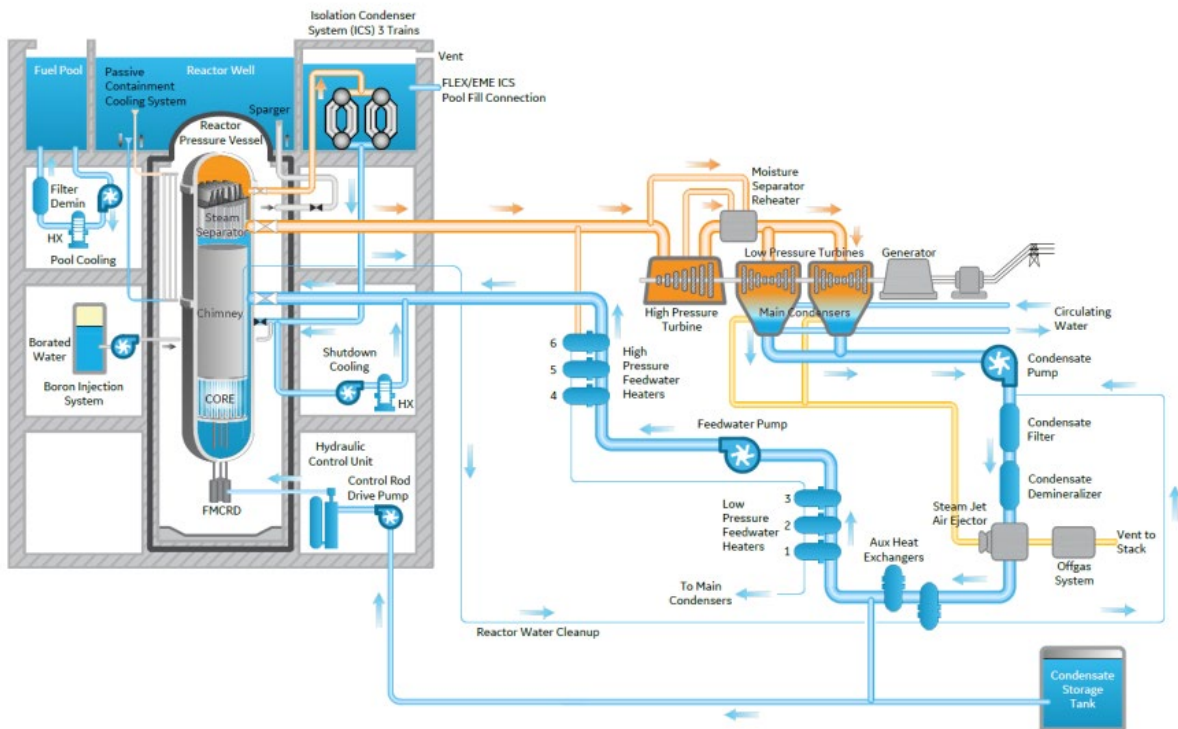 Isolation Condenser
System (ICS) 3 Trains
Vent
FLEX/EME ICS
Pool Fill Connection
Fuel Pool
Reactor Well
Passive
Containment
Cooling System
Sparger
Reactor
Pressure Vessel
Filter
Demin
HX
Pool Cooling
Steam
Separator
Moisture
Separator
Reheater
Low Pressure Turbines
Generator
High Pressure
Turbine
Main Condensers
Circulating
Water
Chimney
Borated
Water
Boron Injection
System
Shutdown
Cooling
HX
CORE
6
5
4
High
Pressure
Feedwater
Heaters
Condensate
Pump
Feedwater Pump
Condensate
Filter
Condensate
Demineralizer
Hydraulic
Control Unit
Control Rod
Drive Pump
FMCRD
3
2
1
Low
Pressure
Feedwater
Heaters
Steam Jet
Air Ejector
Aux Heat
Exchangers
Offgas
System
Vent to
Stack
To Main
Condensers
Reactor Water Cleanup
Condensate
Storage
Tank